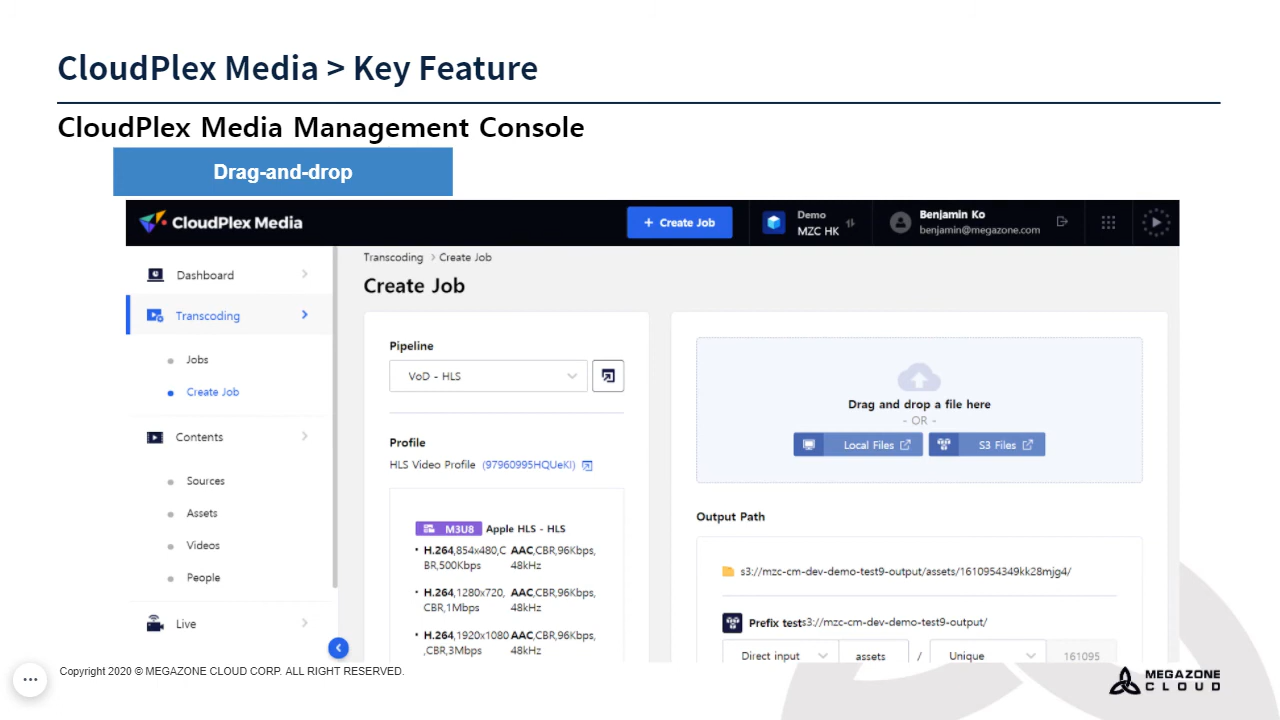 CloudPlex Media > Key Feature
CloudPlex Media Management Console
Drag-and-drop
CloudPlex Media
+ Create Job
Demo
MZC HK
Benjamin Ko
benjamin@megazone.com
Dashboard
Transcoding
Jobs
Create Job
Contents
Sources
Assets
Videos
People
Live
Transcoding > Create Job
Create Job
Pipeline
VoD - HLS
Profile
HLS Video Profile (97960995HQUeKI)
M3U8 Apple HLS - HLS
• H.264,854x480,C AAC,CBR,96Kbps,
BR,500Kbps 48kHz
• H.264,1280x720, AAC,CBR,96Kbps,
CBR,1Mbps 48kHz
• H.264,1920x1080 AAC,CBR,96Kbps,
,CBR,3Mbps 48kHz
Drag and drop a file here
- OR -
Local Files
S3 Files
Output Path
s3://mzc-cm-dev-demo-test9-output/assets/1610954349kk28mjg4/
Prefix tests3://mzc-cm-dev-demo-test9-output/
Direct input assets / Unique 161095
Copyright 2020 © MEGAZONE CLOUD CORP. ALL RIGHT RESERVED.
MEGAZONE
CLOUD